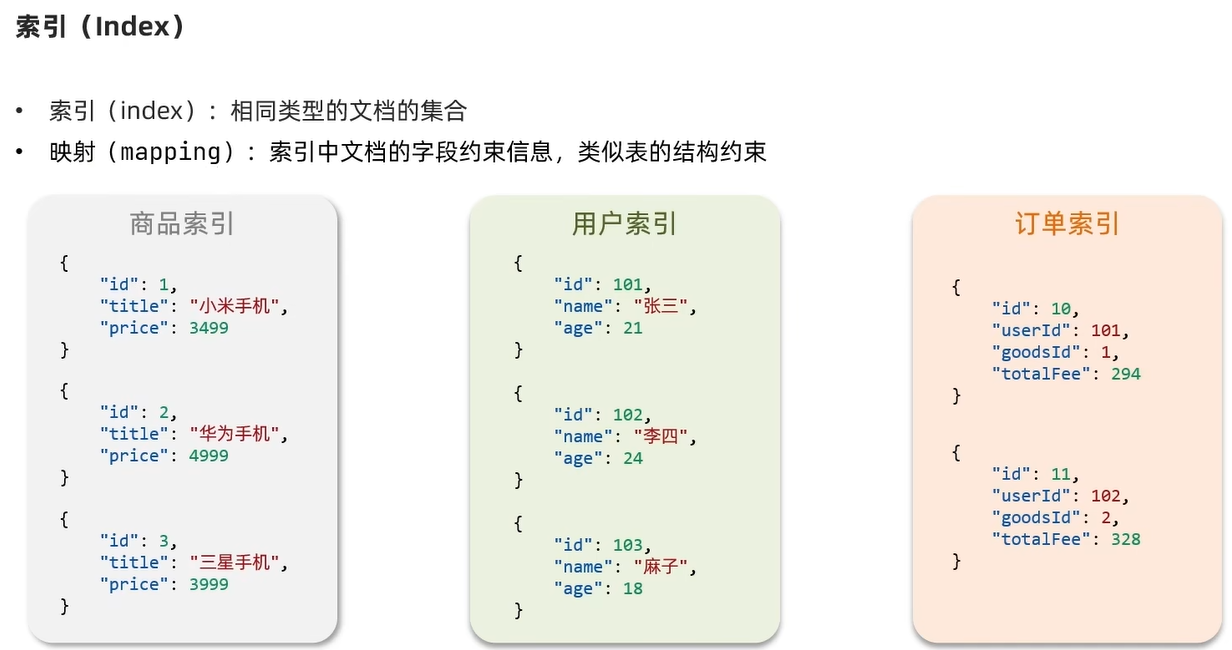 索引（Index）
• 索引（index）：相同类型的文档的集合
• 映射（mapping）：索引中文档的字段约束信息，类似表的结构约束
商品索引
{
"id": 1,
"title": "小米手机",
"price": 3499
}
{
"id": 2,
"title": "华为手机",
"price": 4999
}
{
"id": 3,
"title": "三星手机",
"price": 3999
}
用户索引
{
"id": 101,
"name": "张三",
"age": 21
}
{
"id": 102,
"name": "李四",
"age": 24
}
{
"id": 103,
"name": "麻子",
"age": 18
}
订单索引
{
"id": 10,
"userId": 101,
"goodsId": 1,
"totalFee": 294
}
{
"id": 11,
"userId": 102,
"goodsId": 2,
"totalFee": 328
}